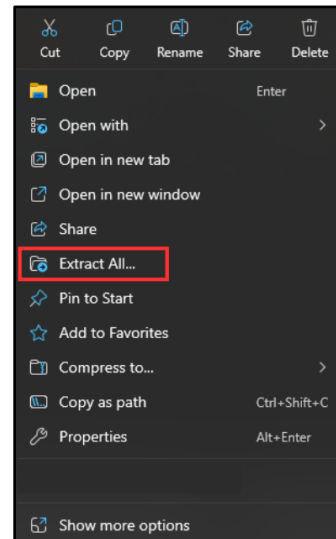 Cut Copy Rename Share Delete
Open Enter
Open with
Open in new tab
Open in new window
Share
Extract All...
Pin to Start
Add to Favorites
Compress to...
Copy as path Ctrl+Shift+C
Properties Alt+Enter
Show more options